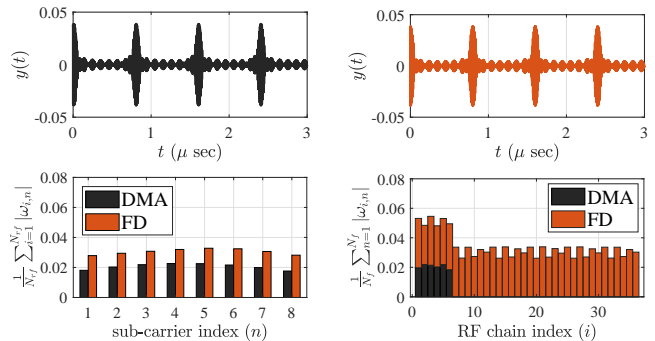 0.05
0
-0.05
y(t)
0 1 2 3
t (μ sec)
0.05
0
-0.05
y(t)
0 1 2 3
t (μ sec)
0.08
0.06
0.04
0.02
0
1/N_rf ∑_{i=1}^{N_rf} |ω_{i,n}|
DMA
FD
1 2 3 4 5 6 7 8
sub-carrier index (n)
0.08
0.06
0.04
0.02
0
1/N_f ∑_{n=1}^{N_f} |ω_{i,n}|
DMA
FD
0 10 20 30
RF chain index (i)